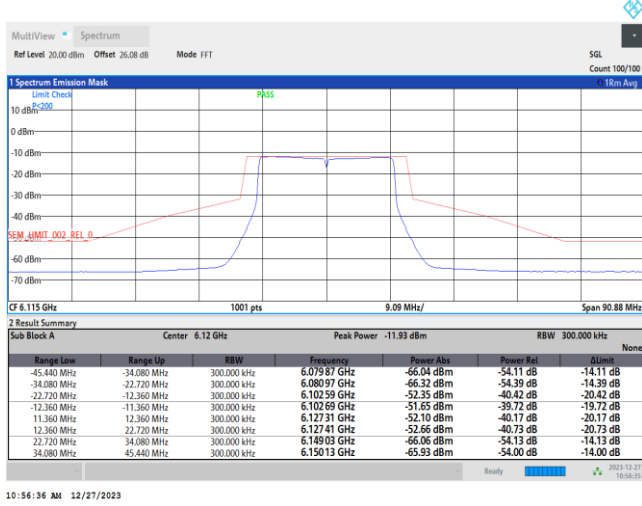 MultiView Spectrum
Ref Level 20.00 dBm Offset 26.08 dB Mode FFT SGL
Count 100/100
1 Spectrum Emission Mask 1Rm Avg
Limit Check PASS
P<200
10 dBm
0 dBm
-10 dBm
-20 dBm
-30 dBm
-40 dBm
SEM_LIMIT_002_REL_0
-50 dBm
-60 dBm
-70 dBm
CF 6.115 GHz 1001 pts 9.09 MHz/ Span 90.88 MHz
2 Result Summary
Sub Block A Center 6.12 GHz Peak Power -11.93 dBm RBW 300.000 kHz
None
Range Low Range Up RBW Frequency Power Abs Power Rel ΔLimit
-45.440 MHz -34.080 MHz 300.000 kHz 6.07987 GHz -66.04 dBm -54.11 dB -14.11 dB
-34.080 MHz -22.720 MHz 300.000 kHz 6.08097 GHz -66.32 dBm -54.39 dB -14.39 dB
-22.720 MHz -12.360 MHz 300.000 kHz 6.10259 GHz -52.35 dBm -40.42 dB -20.42 dB
-12.360 MHz -11.360 MHz 300.000 kHz 6.10269 GHz -51.65 dBm -39.72 dB -19.72 dB
11.360 MHz 12.360 MHz 300.000 kHz 6.12731 GHz -52.10 dBm -40.17 dB -20.17 dB
12.360 MHz 22.720 MHz 300.000 kHz 6.12741 GHz -52.66 dBm -40.73 dB -20.73 dB
22.720 MHz 34.080 MHz 300.000 kHz 6.14903 GHz -66.06 dBm -54.13 dB -14.13 dB
34.080 MHz 45.440 MHz 300.000 kHz 6.15013 GHz -65.93 dBm -54.00 dB -14.00 dB
Ready 2023-12-27
10:56:35
10:56:36 AM 12/27/2023